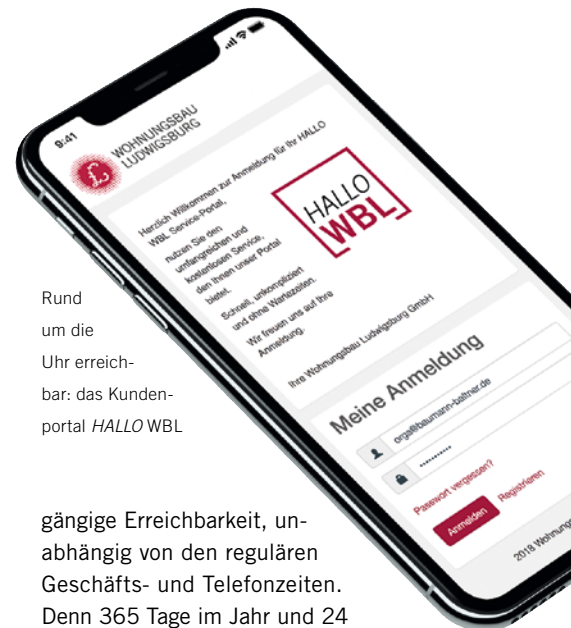 9:41
WOHNUNGSBAU
LUDWIGSBURG
Herzlich Willkommen zur Anmeldung für Ihr HALLO
WBL Service-Portal,
nutzen Sie den
umfangreichen und
kostenlosen Service,
den Ihnen unser Portal
bietet.
Schnell, unkompliziert
und ohne Wartezeiten.
Wir freuen uns auf Ihre
Anmeldung.
HALLO
WBL
Ihre Wohnungsbau Ludwigsburg GmbH
Meine Anmeldung
orga@baumann-baltner.de
Passwort vergessen?
Anmelden Registrieren
2018 Wohnungs
Rund
um die
Uhr erreich-
bar: das Kunden-
portal HALLO WBL
gängige Erreichbarkeit, un-
abhängig von den regulären
Geschäfts- und Telefonzeiten.
Denn 365 Tage im Jahr und 24